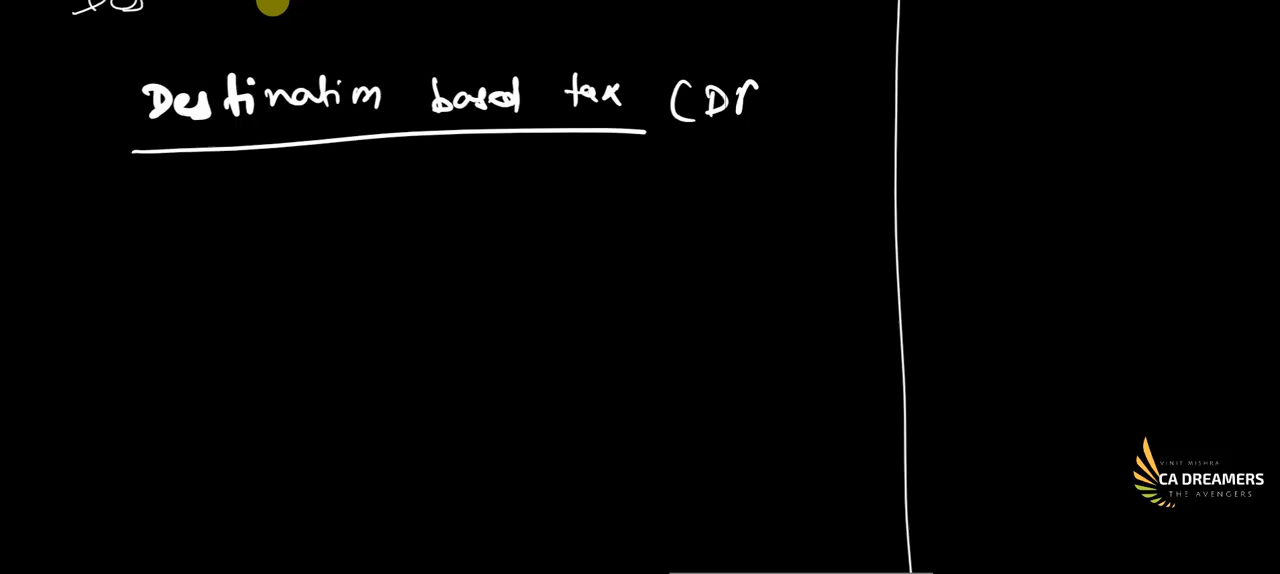 Destination based tax (DT
VINIT MISHRA
CA DREAMERS
THE AVENGERS